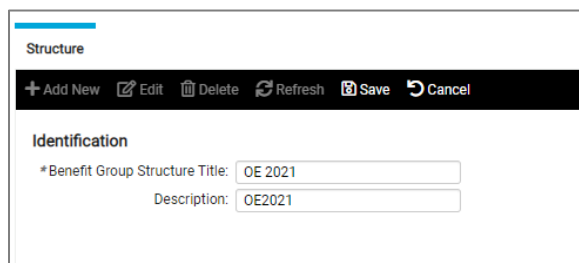 Structure
Add New Edit Delete Refresh Save Cancel
Identification
*Benefit Group Structure Title: OE 2021
Description: OE2021